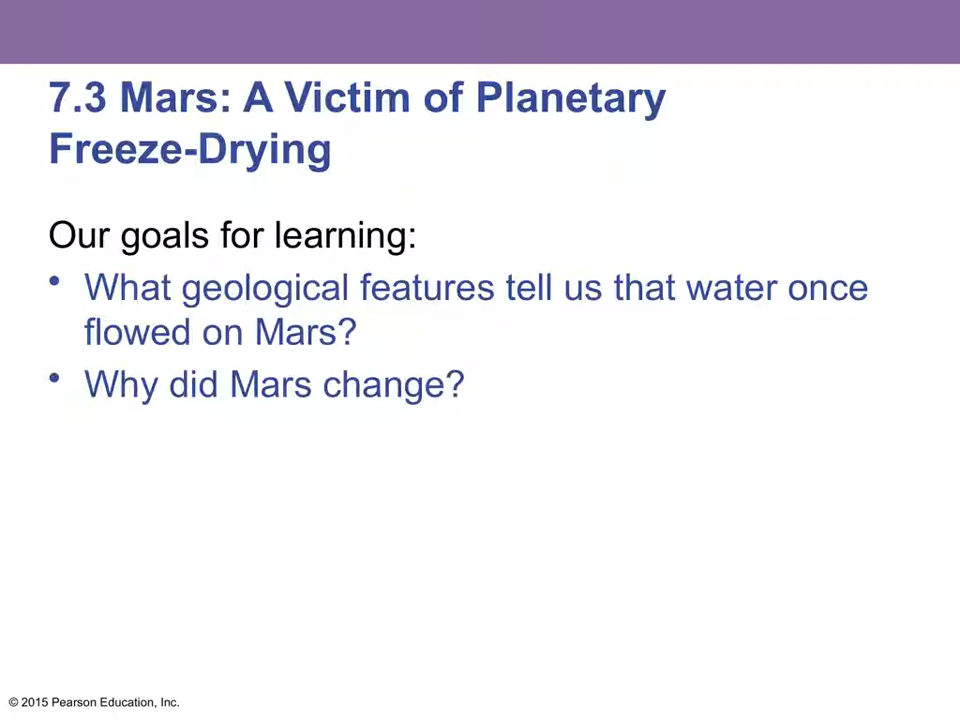 7.3 Mars: A Victim of Planetary
Freeze-Drying
Our goals for learning:
• What geological features tell us that water once
flowed on Mars?
• Why did Mars change?
© 2015 Pearson Education, Inc.